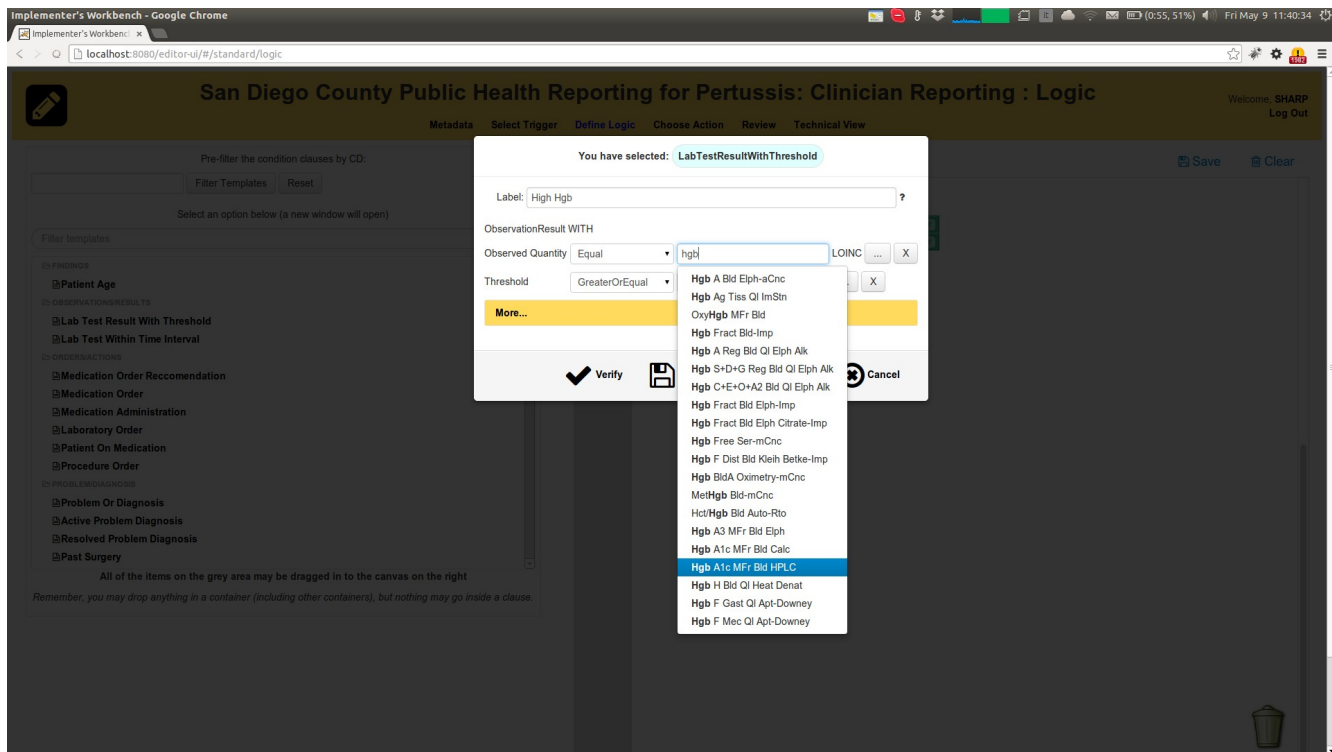 Implementer's Workbench - Google Chrome
(0:55, 51%) Fri May 9 11:40:34
Implementer's Workbenc
localhost:8080/editor-ui/#/standard/logic
San Diego County Public Health Reporting for Pertussis: Clinician Reporting : Logic
Welcome, SHARP
Log Out
Metadata Select Trigger Define Logic Choose Action Review Technical View
Pre-filter the condition clauses by CD:
Filter Templates Reset
Select an option below (a new window will open)
Filter templates
FINDINGS
Patient Age
OBSERVATIONS/RESULTS
Lab Test Result With Threshold
Lab Test Within Time Interval
ORDERS/ACTIONS
Medication Order Reccomendation
Medication Order
Medication Administration
Laboratory Order
Patient On Medication
Procedure Order
PROBLEM/DIAGNOSIS
Problem Or Diagnosis
Active Problem Diagnosis
Resolved Problem Diagnosis
Past Surgery
All of the items on the grey area may be dragged in to the canvas on the right
Remember, you may drop anything in a container (including other containers), but nothing may go inside a clause.
Save Clear
You have selected: LabTestResultWithThreshold
Label: High Hgb ?
ObservationResult WITH
Observed Quantity Equal hgb LOINC ... X
Threshold GreaterOrEqual X
More...
Verify Cancel
Hgb A Bld Elph-aCnc
Hgb Ag Tiss Ql ImStn
OxyHgb MFr Bld
Hgb Fract Bld-Imp
Hgb A Reg Bld Ql Elph Alk
Hgb S+D+G Reg Bld Ql Elph Alk
Hgb C+E+O+A2 Bld Ql Elph Alk
Hgb Fract Bld Elph-Imp
Hgb Fract Bld Elph Citrate-Imp
Hgb Free Ser-mCnc
Hgb F Dist Bld Kleih Betke-Imp
Hgb BldA Oximetry-mCnc
MetHgb Bld-mCnc
Hct/Hgb Bld Auto-Rto
Hgb A3 MFr Bld Elph
Hgb A1c MFr Bld Calc
Hgb A1c MFr Bld HPLC
Hgb H Bld Ql Heat Denat
Hgb F Gast Ql Apt-Downey
Hgb F Mec Ql Apt-Downey